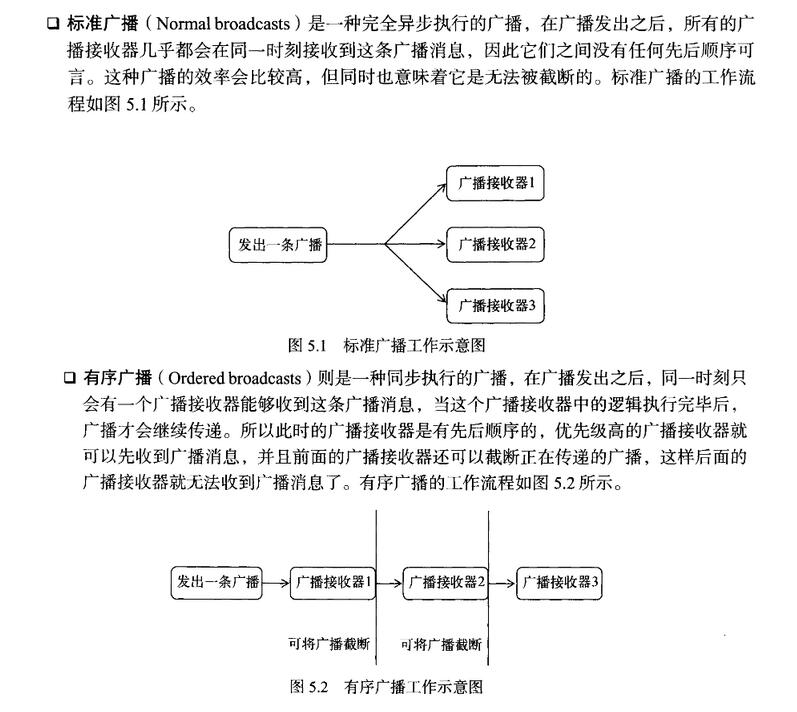 ❑ 标准广播（Normal broadcasts）是一种完全异步执行的广播，在广播发出之后，所有的广
播接收器几乎都会在同一时刻接收到这条广播消息，因此它们之间没有任何先后顺序可
言。这种广播的效率会比较高，但同时也意味着它是无法被截断的。标准广播的工作流
程如图 5.1 所示。
广播接收器1
发出一条广播
广播接收器2
广播接收器3
图 5.1 标准广播工作示意图
❑ 有序广播（Ordered broadcasts）则是一种同步执行的广播，在广播发出之后，同一时刻只
会有一个广播接收器能够收到这条广播消息，当这个广播接收器中的逻辑执行完毕后，
广播才会继续传递。所以此时的广播接收器是有先后顺序的，优先级高的广播接收器就
可以先收到广播消息，并且前面的广播接收器还可以截断正在传递的广播，这样后面的
广播接收器就无法收到广播消息了。有序广播的工作流程如图 5.2 所示。
发出一条广播
广播接收器1
广播接收器2
广播接收器3
可将广播截断
可将广播截断
图 5.2 有序广播工作示意图